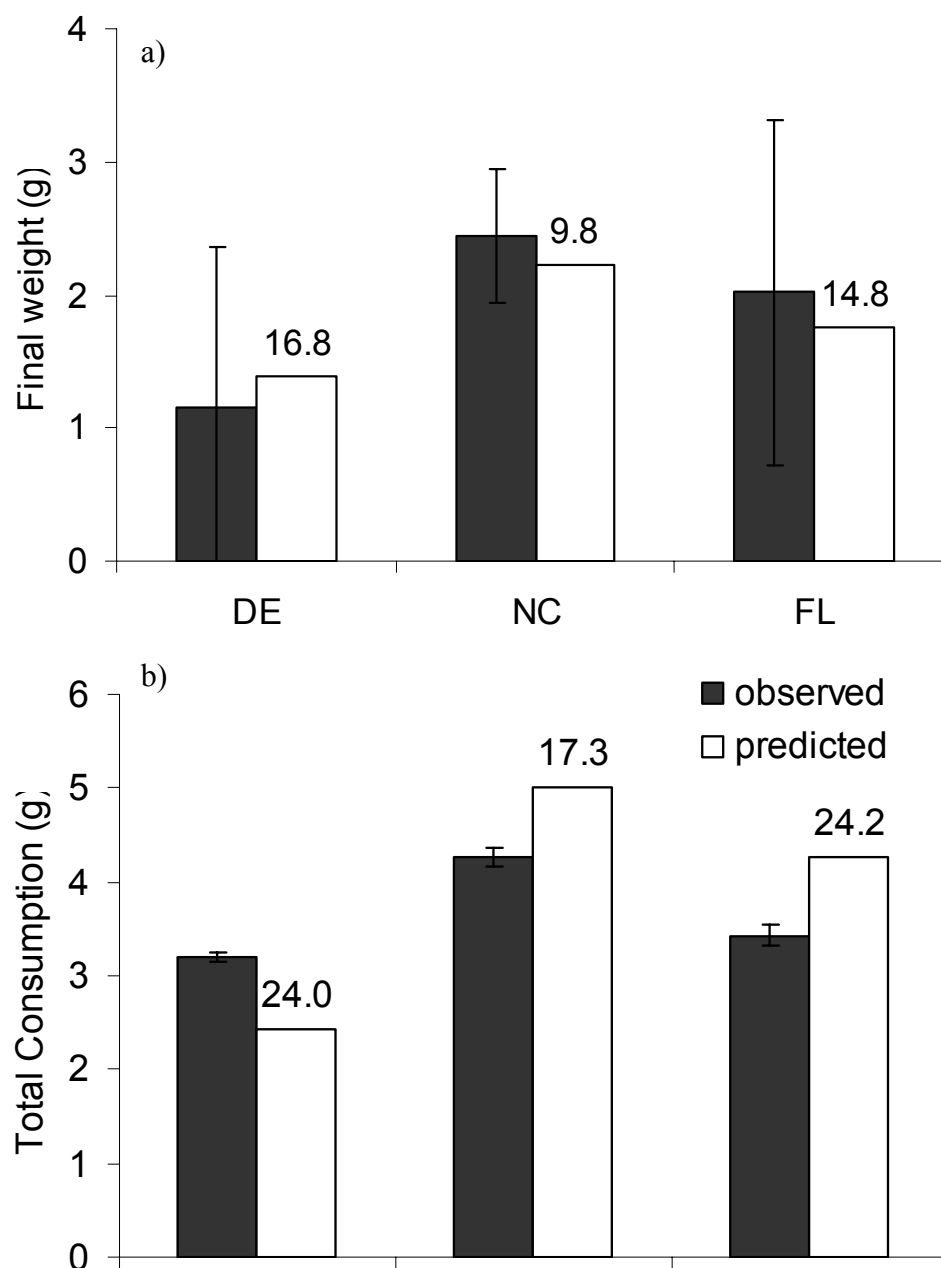 a)
Final weight (g)
4
3
2
1
0
16.8
9.8
14.8
DE
NC
FL
b)
Total Consumption (g)
6
5
4
3
2
1
0
observed
predicted
24.0
17.3
24.2